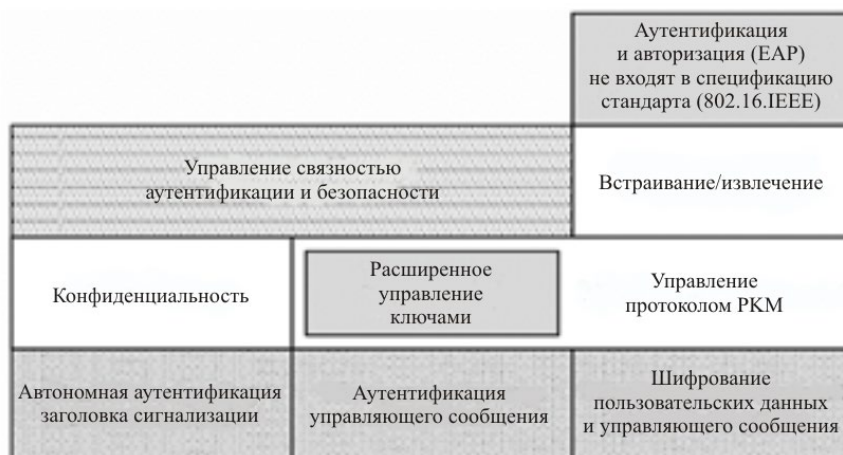 Аутентификация
и авторизация (EAP)
не входят в спецификацию
стандарта (802.16.IEEE)
Управление связностью
аутентификации и безопасности
Встраивание/извлечение
Конфиденциальность
Расширенное
управление
ключами
Управление
протоколом PKM
Автономная аутентификация
заголовка сигнализации
Аутентификация
управляющего сообщения
Шифрование
пользовательских данных
и управляющего сообщения